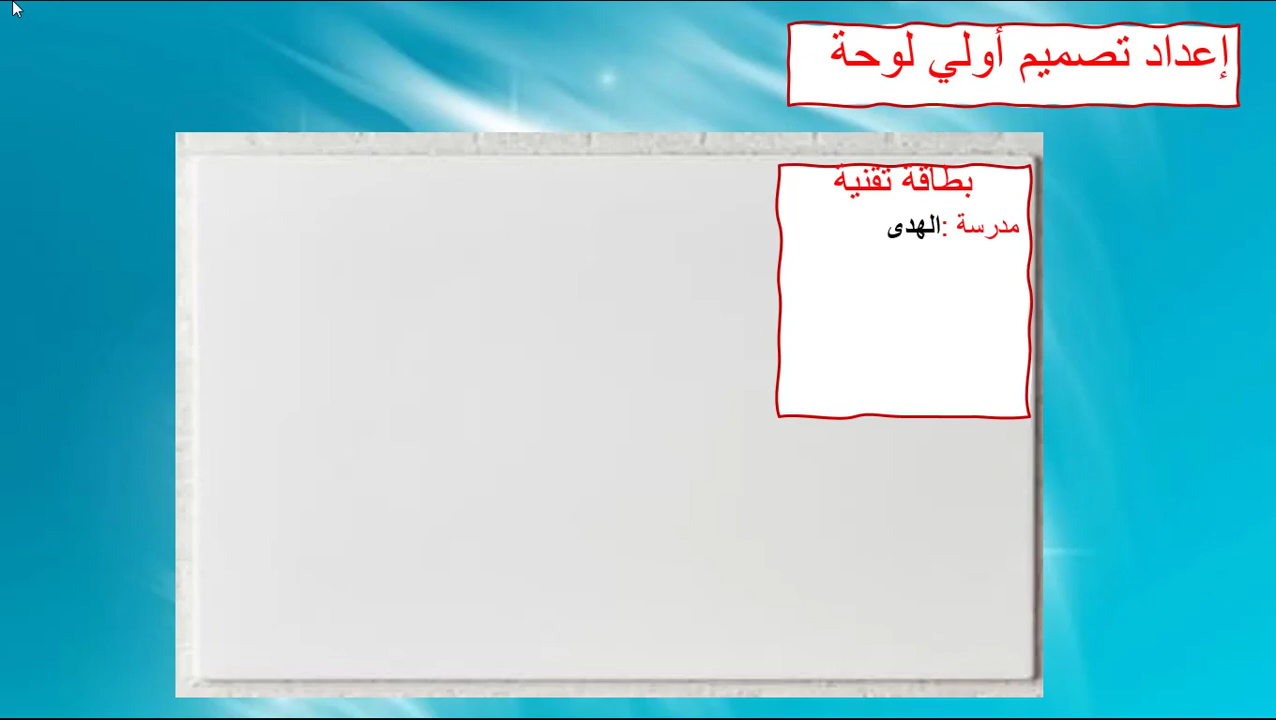 إعداد تصميم أولي لوحة
بطاقة تقنية
مدرسة :الهدى